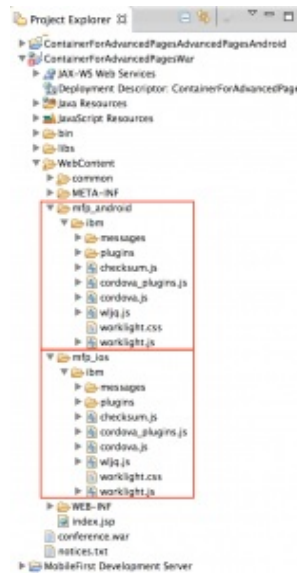 Project Explorer
ContainerForAdvancedPagesAdvancedPagesAndroid
ContainerForAdvancedPagesWar
JAX-WS Web Services
Deployment Descriptor: ContainerForAdvancedPage
Java Resources
JavaScript Resources
bin
libs
WebContent
common
META-INF
mfp_android
ibm
messages
plugins
checksum.js
cordova_plugins.js
cordova.js
wljq.js
worklight.css
worklight.js
mfp_ios
ibm
messages
plugins
checksum.js
cordova_plugins.js
cordova.js
wljq.js
worklight.css
worklight.js
WEB-INF
index.jsp
conference.war
notices.txt
MobileFirst Development Server